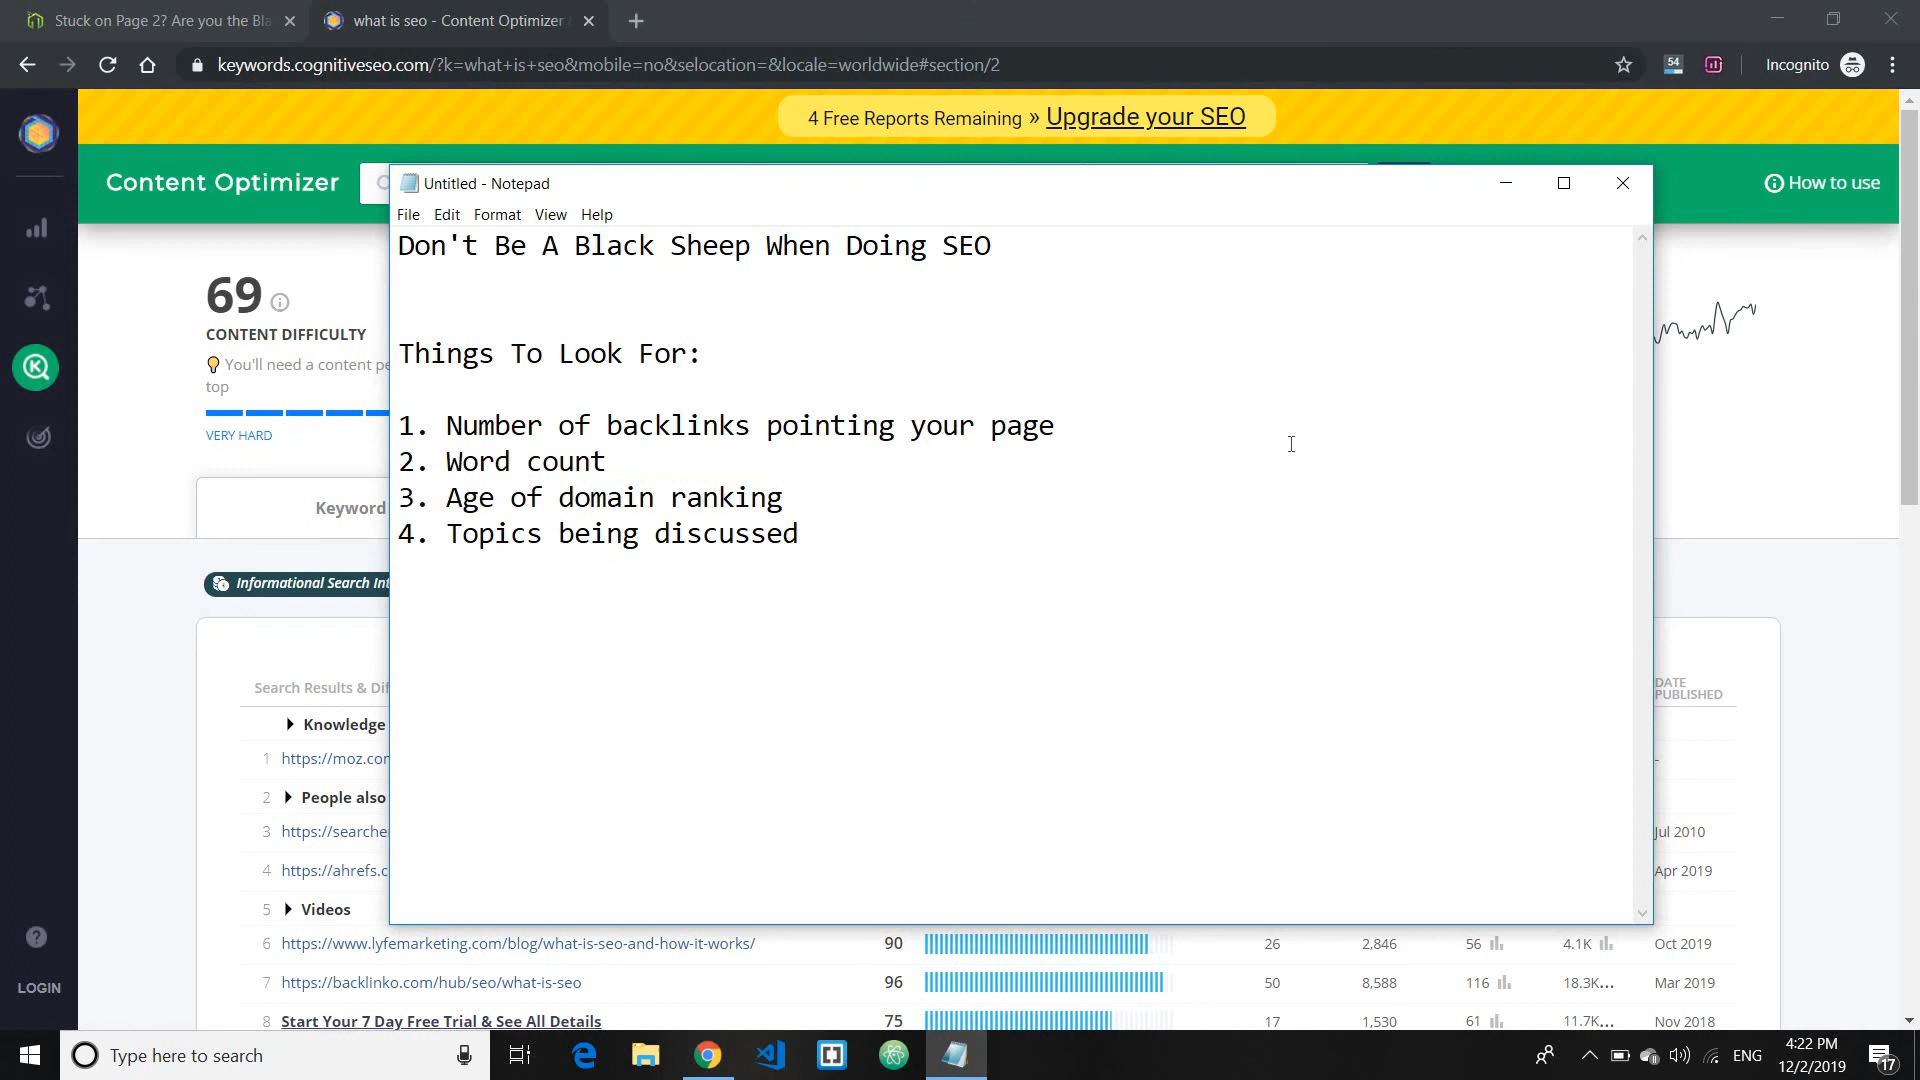 Stuck on Page 2? Are you the Bla
what is seo - Content Optimizer
keywords.cognitiveseo.com/?k=what+is+seo&mobile=no&selocation=&locale=worldwide#section/2
54
Incognito
4 Free Reports Remaining » Upgrade your SEO
Content Optimizer
How to use
Untitled - Notepad
File Edit Format View Help
Don't Be A Black Sheep When Doing SEO
Things To Look For:
1. Number of backlinks pointing your page
2. Word count
3. Age of domain ranking
4. Topics being discussed
69
CONTENT DIFFICULTY
You'll need a content pe
top
VERY HARD
Keyword
Informational Search Int
Search Results & Dif
DATE
PUBLISHED
Knowledge
1 https://moz.cor
-
2 People also
3 https://searche
Jul 2010
4 https://ahrefs.c
Apr 2019
5 Videos
6 https://www.lyfemarketing.com/blog/what-is-seo-and-how-it-works/ 90 26 2,846 56 4.1K Oct 2019
7 https://backlinko.com/hub/seo/what-is-seo 96 50 8,588 116 18.3K... Mar 2019
8 Start Your 7 Day Free Trial & See All Details 75 17 1,530 61 11.7K... Nov 2018
LOGIN
Type here to search
ENG
4:22 PM
12/2/2019
17